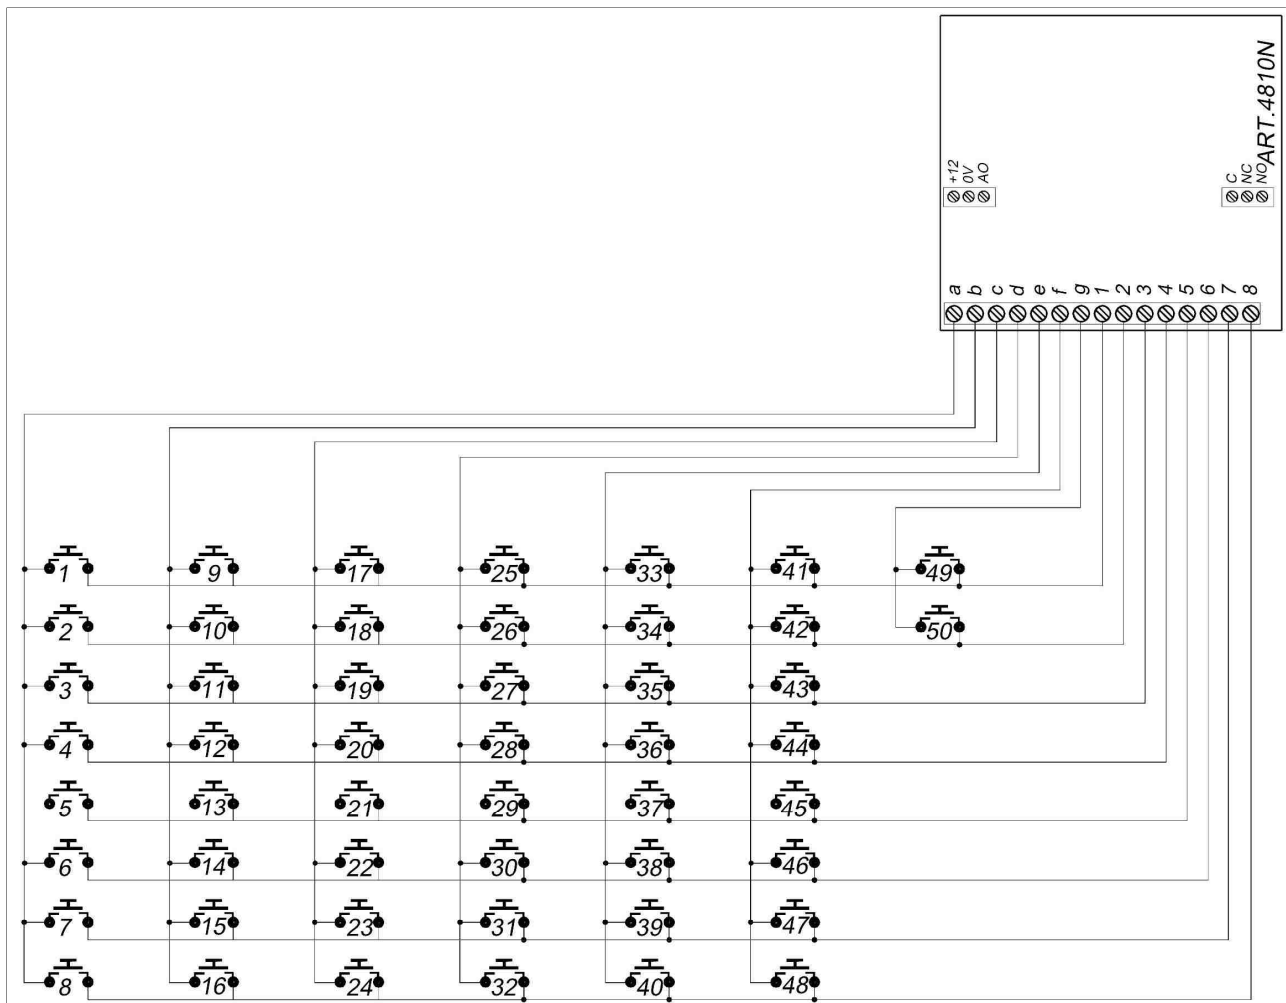 ART.4810N
+12
0V
AO
C
NC
NO
a b c d e f g 1 2 3 4 5 6 7 8
1 9 17 25 33 41 49
2 10 18 26 34 42 50
3 11 19 27 35 43
4 12 20 28 36 44
5 13 21 29 37 45
6 14 22 30 38 46
7 15 23 31 39 47
8 16 24 32 40 48